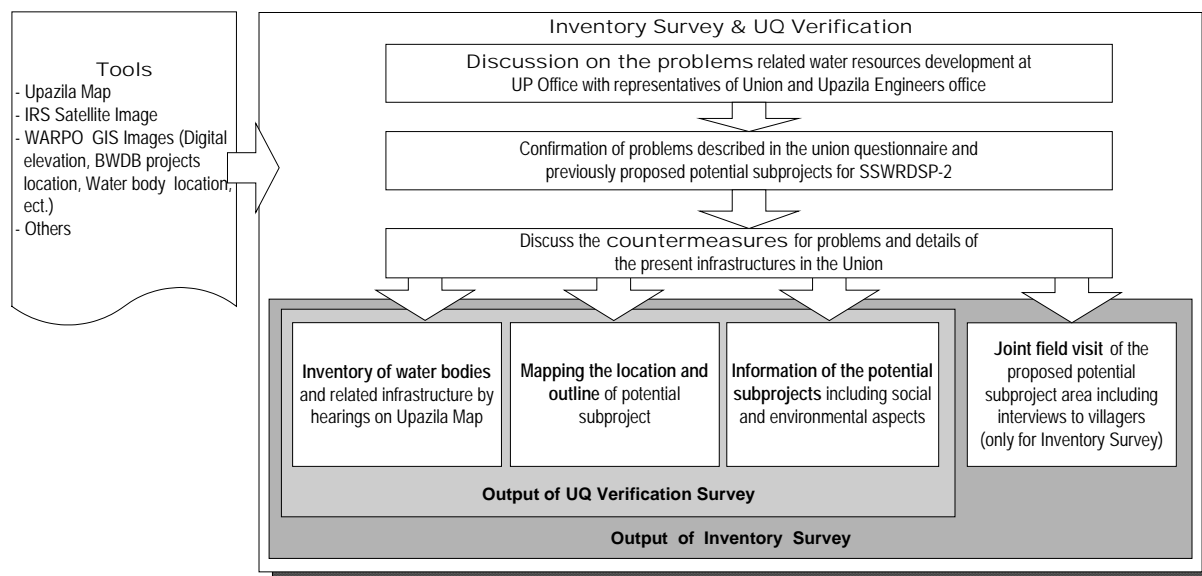 Tools
- Upazila Map
- IRS Satellite Image
- WARPO GIS Images (Digital
elevation, BWDB projects
location, Water body location,
ect.)
- Others
Inventory Survey & UQ Verification
Discussion on the problems related water resources development at
UP Office with representatives of Union and Upazila Engineers office
Confirmation of problems described in the union questionnaire and
previously proposed potential subprojects for SSWRDSP-2
Discuss the countermeasures for problems and details of
the present infrastructures in the Union
Inventory of water bodies
and related infrastructure by
hearings on Upazila Map
Mapping the location and
outline of potential
subproject
Information of the potential
subprojects including social
and environmental aspects
Joint field visit of the
proposed potential
subproject area including
interviews to villagers
(only for Inventory Survey)
Output of UQ Verification Survey
Output of Inventory Survey